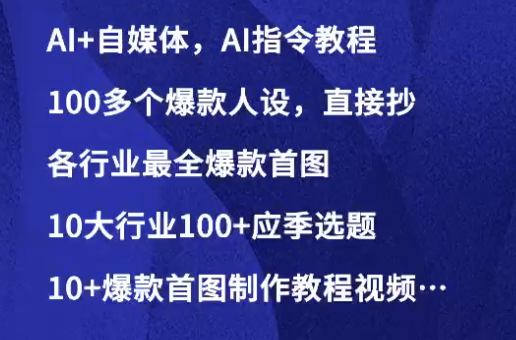 AI+自媒体，AI指令教程
100多个爆款人设，直接抄
各行业最全爆款首图
10大行业100+应季选题
10+爆款首图制作教程视频…